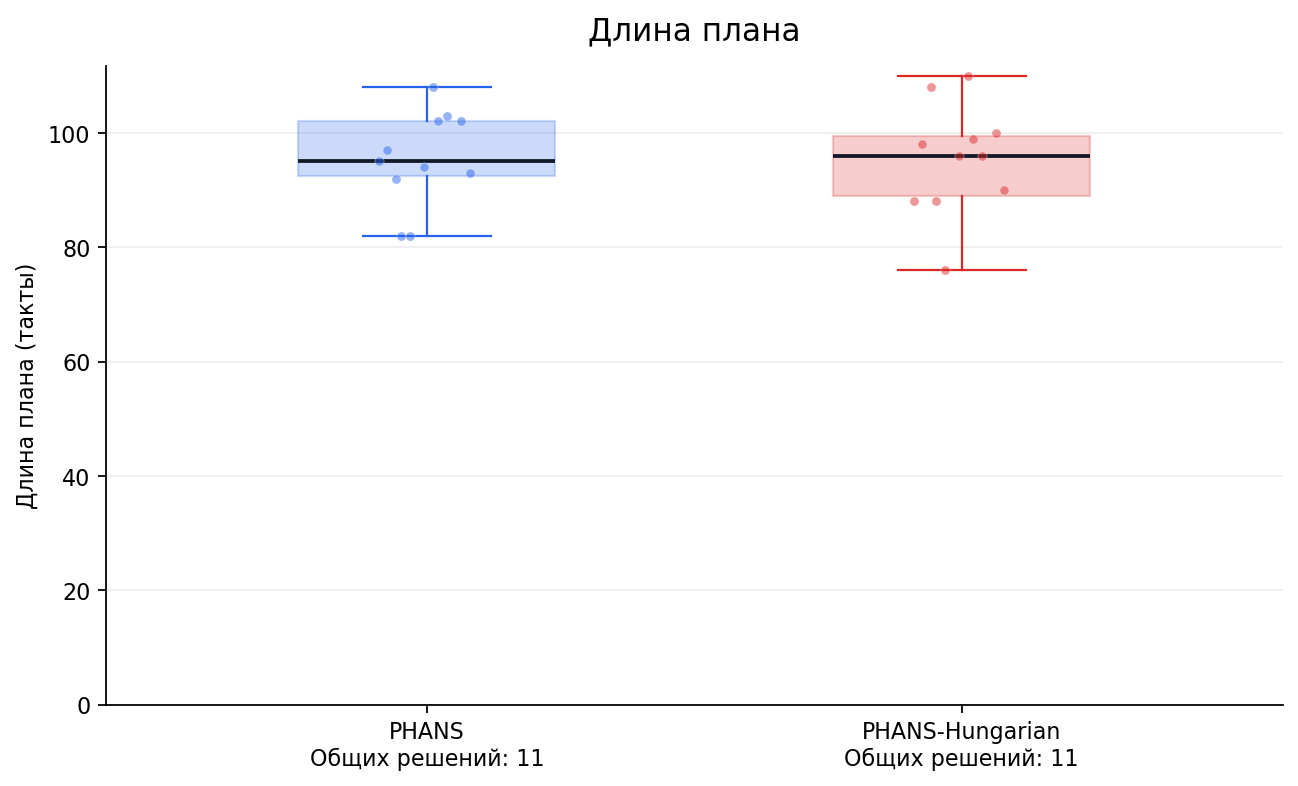 Длина плана
Длина плана (такты)
100
80
60
40
20
0
PHANS
Общих решений: 11
PHANS-Hungarian
Общих решений: 11